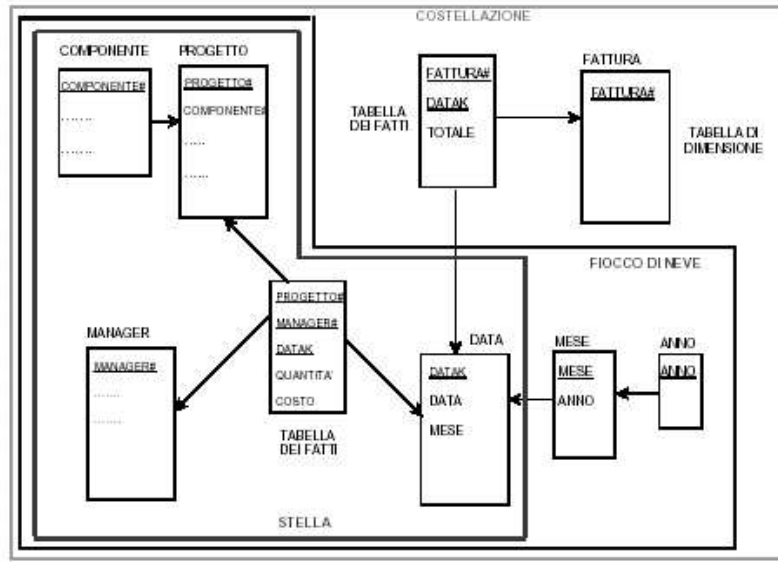 COSTELLAZIONE
COMPONENTE
COMPONENTE#
.......
.......
PROGETTO
PROGETTO#
COMPONENTE#
.....
......
TABELLA
DEI FATTI
FATTURA#
DATAK
TOTALE
FATTURA
FATTURA#
TABELLA DI
DIMENSIONE
FIOCCO DI NEVE
MANAGER
MANAGER#
.......
.......
PROGETTO#
MANAGER#
DATAK
QUANTITA'
COSTO
TABELLA
DEI FATTI
DATA
DATAK
DATA
MESE
MESE
MESE
ANNO
ANNO
ANNO
STELLA